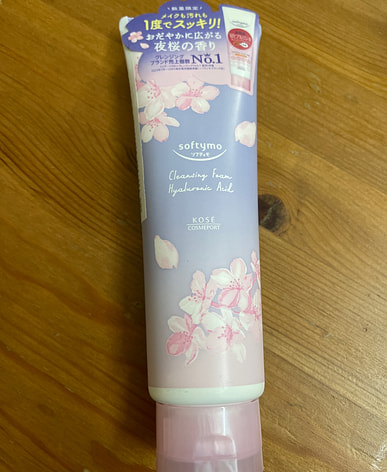 数量限定
メイクも汚れも
1度でスッキリ!
おだやかに広がる
夜桜の香り
クレンジング
ブランド売上個数 No.1
softymo
ソフティモ
Cleansing Foam
Hyaluronic Acid
KOSÉ
COSMEPORT